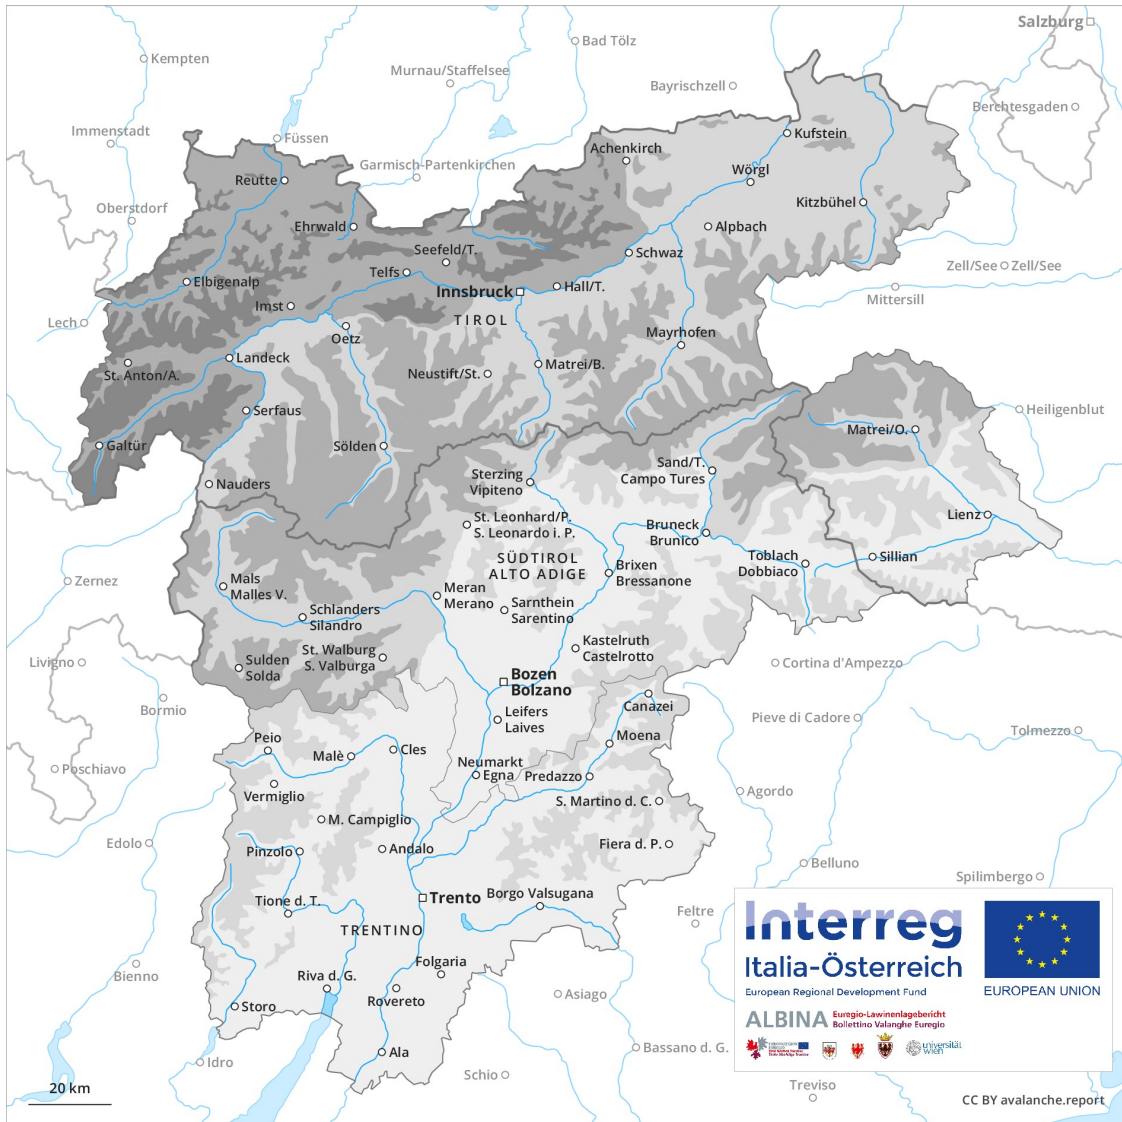 Salzburg
Bad Tölz
Kempten
Murnau/Staffelsee
Bayrischzell
Berchtesgaden
Immenstadt
Füssen
Kufstein
Achenkirch
Garmisch-Partenkirchen
Wörgl
Reutte
Kitzbühel
Oberstdorf
Ehrwald
Alpbach
Seefeld/T.
Schwaz
Telfs
Zell/See
Zell/See
Elbigenalp
Innsbruck
Hall/T.
Mittersill
Imst
TIROL
Lech
Oetz
Mayrhofen
Landeck
Matrei/B.
St. Anton/A.
Neustift/St.
Serfaus
Heiligenblut
Matrei/O.
Galtür
Sölden
Sand/T.
Campo Tures
Sterzing
Vipiteno
Nauders
St. Leonhard/P.
S. Leonardo i. P.
Lienz
Bruneck
Brunico
SÜDTIROL
ALTO ADIGE
Toblach
Dobbiaco
Sillian
Brixen
Bressanone
Zernez
Mals
Malles V.
Meran
Merano
Sarnthein
Sarentino
Schlanders
Silandro
Kastelruth
Castelrotto
St. Walburg
S. Valburga
Livigno
Sulden
Solda
Cortina d'Ampezzo
Bozen
Bolzano
Bormio
Canazei
Leifers
Laives
Pieve di Cadore
Tolmezzo
Peio
Moena
Cles
Malè
Neumarkt
Egna
Predazzo
Poschiavo
Vermiglio
Agordo
S. Martino d. C.
M. Campiglio
Edolo
Fiera d. P.
Pinzolo
Andalo
Belluno
Spilimbergo
Tione d. T.
Trento
Borgo Valsugana
Feltre
TRENTINO
Bienno
Folgaria
Riva d. G.
Rovereto
Asiago
Storo
Ala
Idro
Bassano d. G.
Schio
Treviso
Interreg
Italia-Österreich
European Regional Development Fund
EUROPEAN UNION
ALBINA
Euregio-Lawinenlagebericht
Bollettino Valanghe Euregio
universität
wien
20 km
CC BY avalanche.report